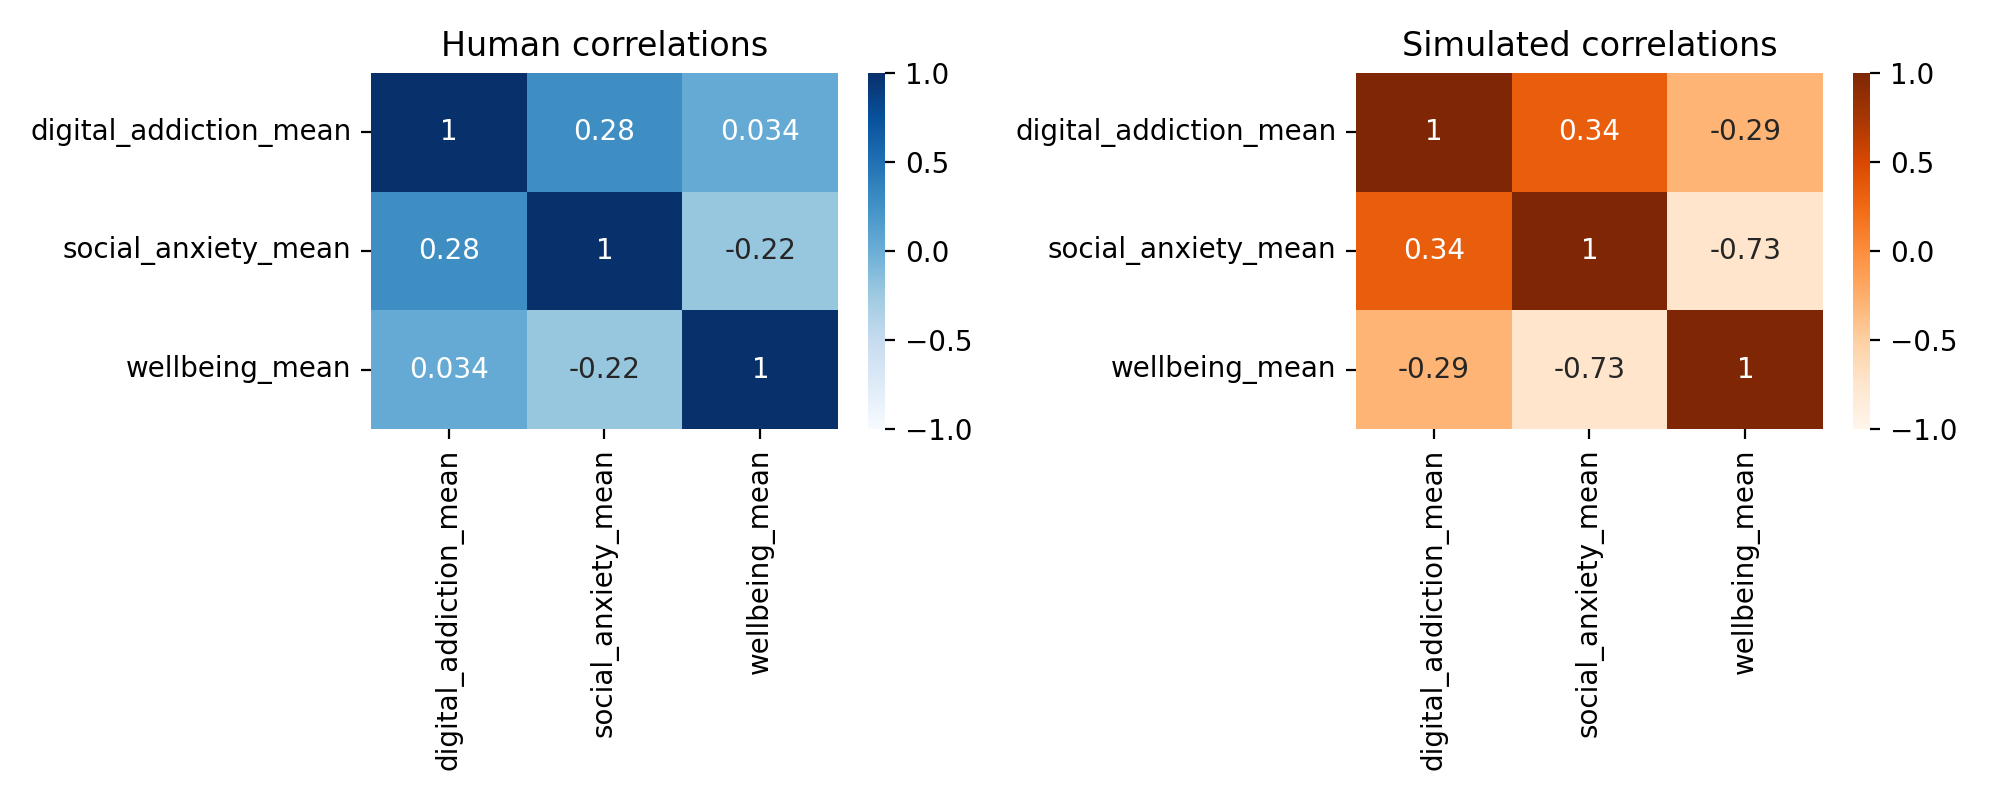 Human correlations
digital_addiction_mean
social_anxiety_mean
wellbeing_mean
1 0.28 0.034
0.28 1 -0.22
0.034 -0.22 1
digital_addiction_mean
social_anxiety_mean
wellbeing_mean
1.0
0.5
0.0
−0.5
−1.0
Simulated correlations
digital_addiction_mean
social_anxiety_mean
wellbeing_mean
1 0.34 -0.29
0.34 1 -0.73
-0.29 -0.73 1
digital_addiction_mean
social_anxiety_mean
wellbeing_mean
1.0
0.5
0.0
−0.5
−1.0